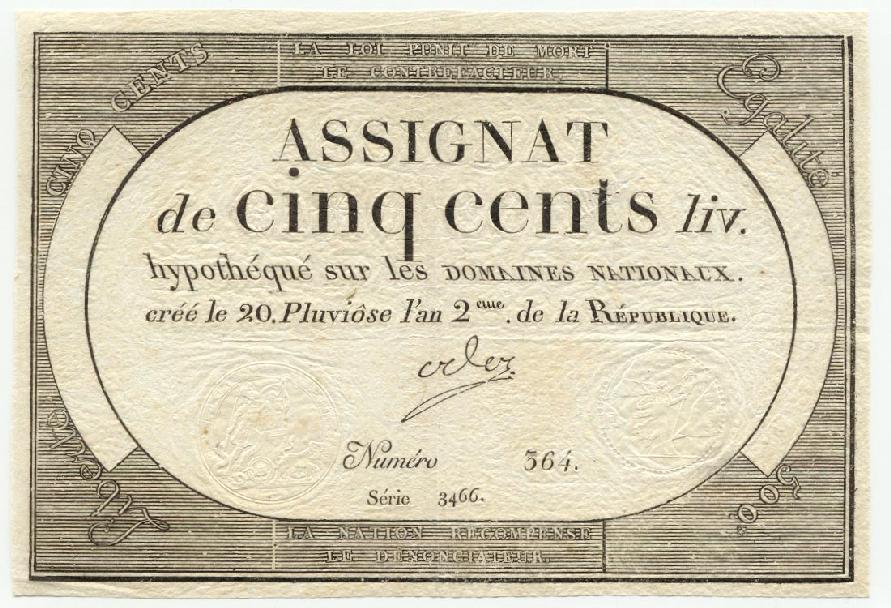 LA LOI PUNIT DE MORT
LE CONTREFACTEUR.
CINQ CENTS
Egalité
ASSIGNAT
de cinq cents liv.
hypothéqué sur les DOMAINES NATIONAUX.
créé le 20. Pluviôse l'an 2eme. de la RÉPUBLIQUE.
Numéro 364.
Série 3466.
Liberté
500.
LA NATION RÉCOMPENSE
LE DÉNONCIATEUR.